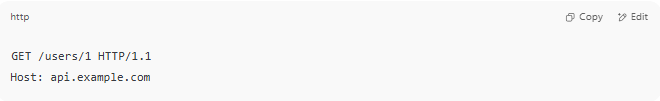 http Copy Edit
GET /users/1 HTTP/1.1
Host: api.example.com